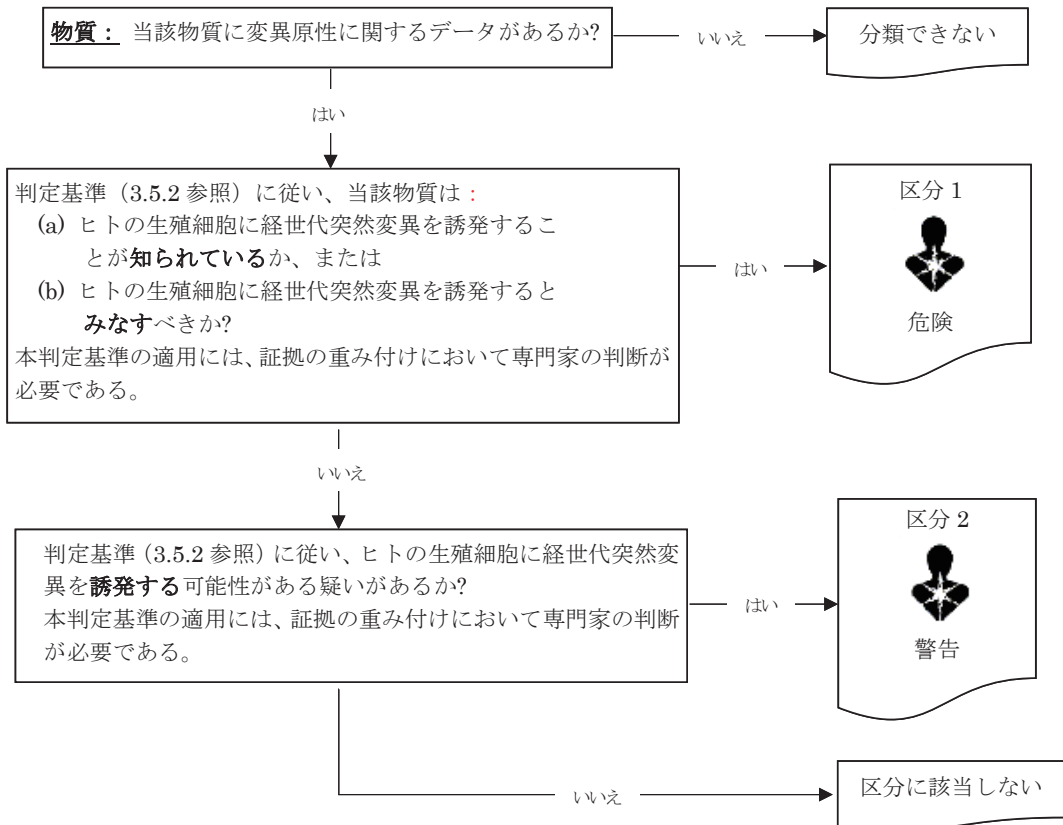 物質： 当該物質に変異原性に関するデータがあるか?
いいえ
分類できない
はい
判定基準（3.5.2 参照）に従い、当該物質は：
(a) ヒトの生殖細胞に経世代突然変異を誘発するこ
とが知られているか、または
(b) ヒトの生殖細胞に経世代突然変異を誘発すると
みなすべきか?
本判定基準の適用には、証拠の重み付けにおいて専門家の判断が
必要である。
はい
区分 1
危険
いいえ
判定基準（3.5.2 参照）に従い、ヒトの生殖細胞に経世代突然変
異を誘発する可能性がある疑いがあるか?
本判定基準の適用には、証拠の重み付けにおいて専門家の判断
が必要である。
はい
区分 2
警告
いいえ
区分に該当しない